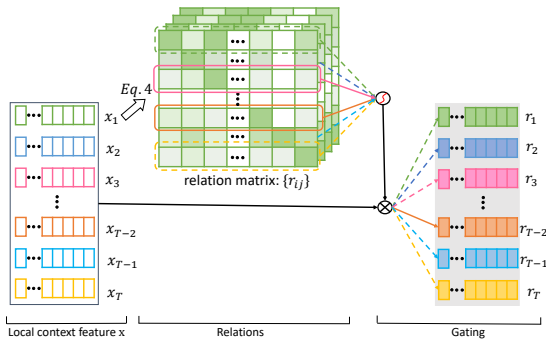 Eq. 4
x1
x2
x3
xT−2
xT−1
xT
relation matrix: {rij}
r1
r2
r3
rT−2
rT−1
rT
Local context feature x
Relations
Gating